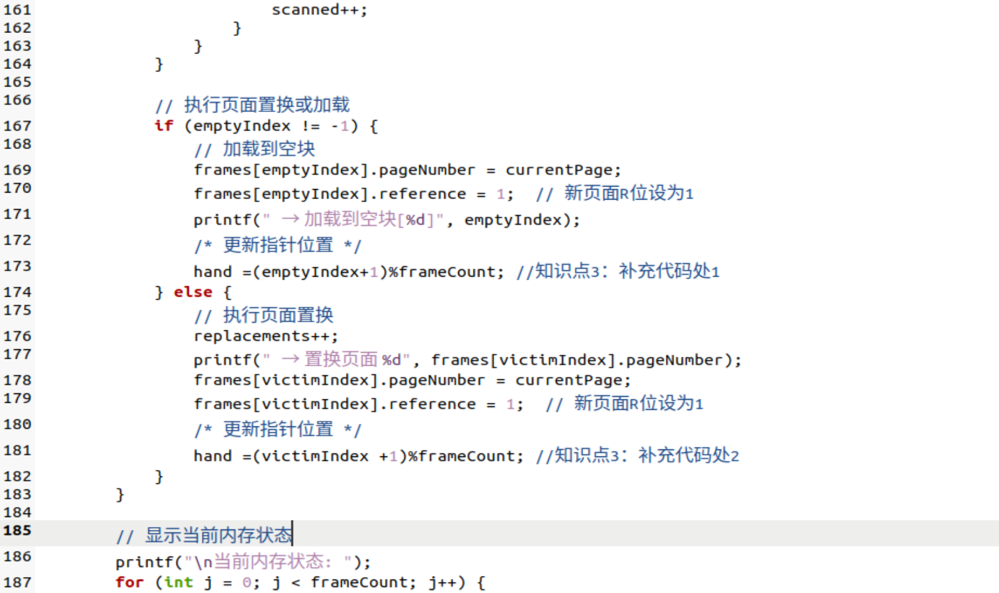 161                         scanned++;
162                     }
163                 }
164             }
165
166             // 执行页面置换或加载
167             if (emptyIndex != -1) {
168                 // 加载到空块
169                 frames[emptyIndex].pageNumber = currentPage;
170                 frames[emptyIndex].reference = 1;  // 新页面R位设为1
171                 printf(" → 加载到空块[%d]", emptyIndex);
172                 /* 更新指针位置 */
173                 hand =(emptyIndex+1)%frameCount; //知识点3：补充代码处1
174             } else {
175                 // 执行页面置换
176                 replacements++;
177                 printf(" → 置换页面 %d", frames[victimIndex].pageNumber);
178                 frames[victimIndex].pageNumber = currentPage;
179                 frames[victimIndex].reference = 1;  // 新页面R位设为1
180                 /* 更新指针位置 */
181                 hand =(victimIndex +1)%frameCount; //知识点3：补充代码处2
182             }
183         }
184
185         // 显示当前内存状态
186         printf("\n当前内存状态: ");
187         for (int j = 0; j < frameCount; j++) {